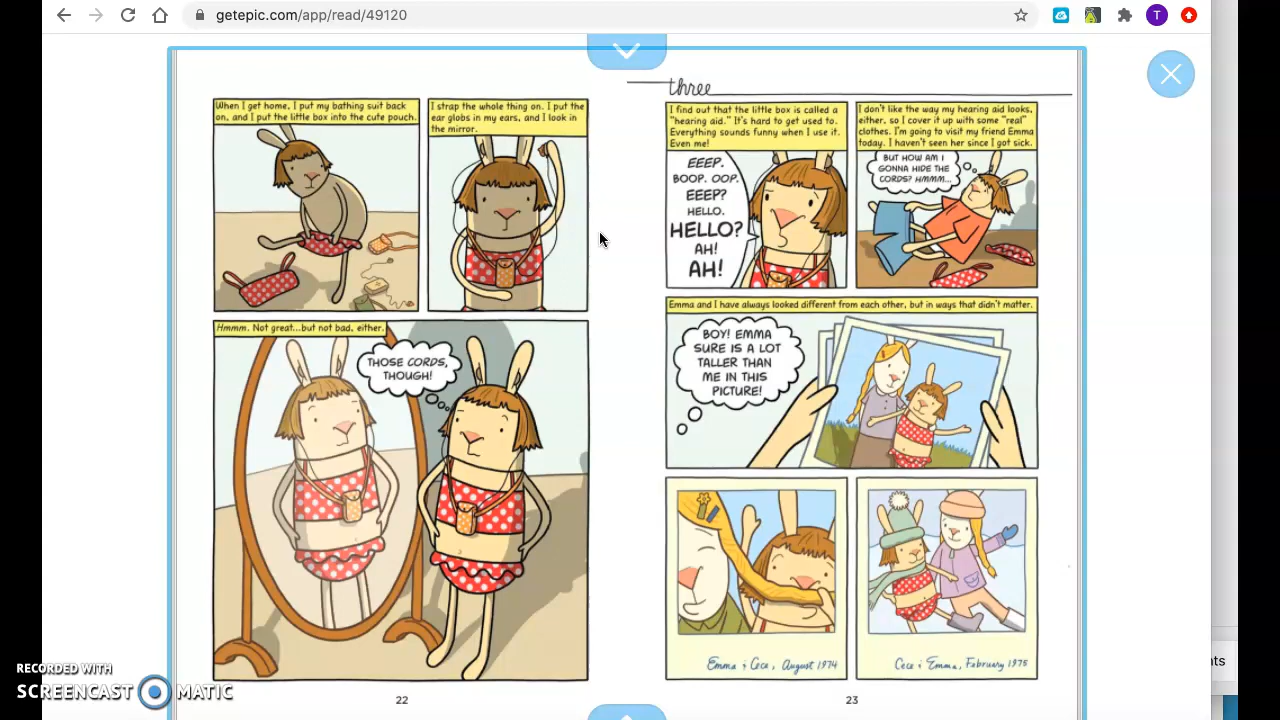 getepic.com/app/read/49120
T
When I get home, I put my bathing suit back
on, and I put the little box into the cute pouch.
I strap the whole thing on. I put the
ear globs in my ears, and I look in
the mirror.
Hmmm. Not great...but not bad, either.
THOSE CORDS,
THOUGH!
22
three
I find out that the little box is called a
"hearing aid." It's hard to get used to.
Everything sounds funny when I use it.
Even me!
EEEP.
BOOP. OOP.
EEEP?
HELLO.
HELLO?
AH!
AH!
I don't like the way my hearing aid looks,
either, so I cover it up with some "real"
clothes. I'm going to visit my friend Emma
today. I haven't seen her since I got sick.
BUT HOW AM I
GONNA HIDE THE
CORDS? HMMM...
Emma and I have always looked different from each other, but in ways that didn't matter.
BOY! EMMA
SURE IS A LOT
TALLER THAN
ME IN THIS
PICTURE!
Emma & Cece, August 1974
Cece & Emma, February 1975
23
nts
RECORDED WITH
SCREENCAST MATIC